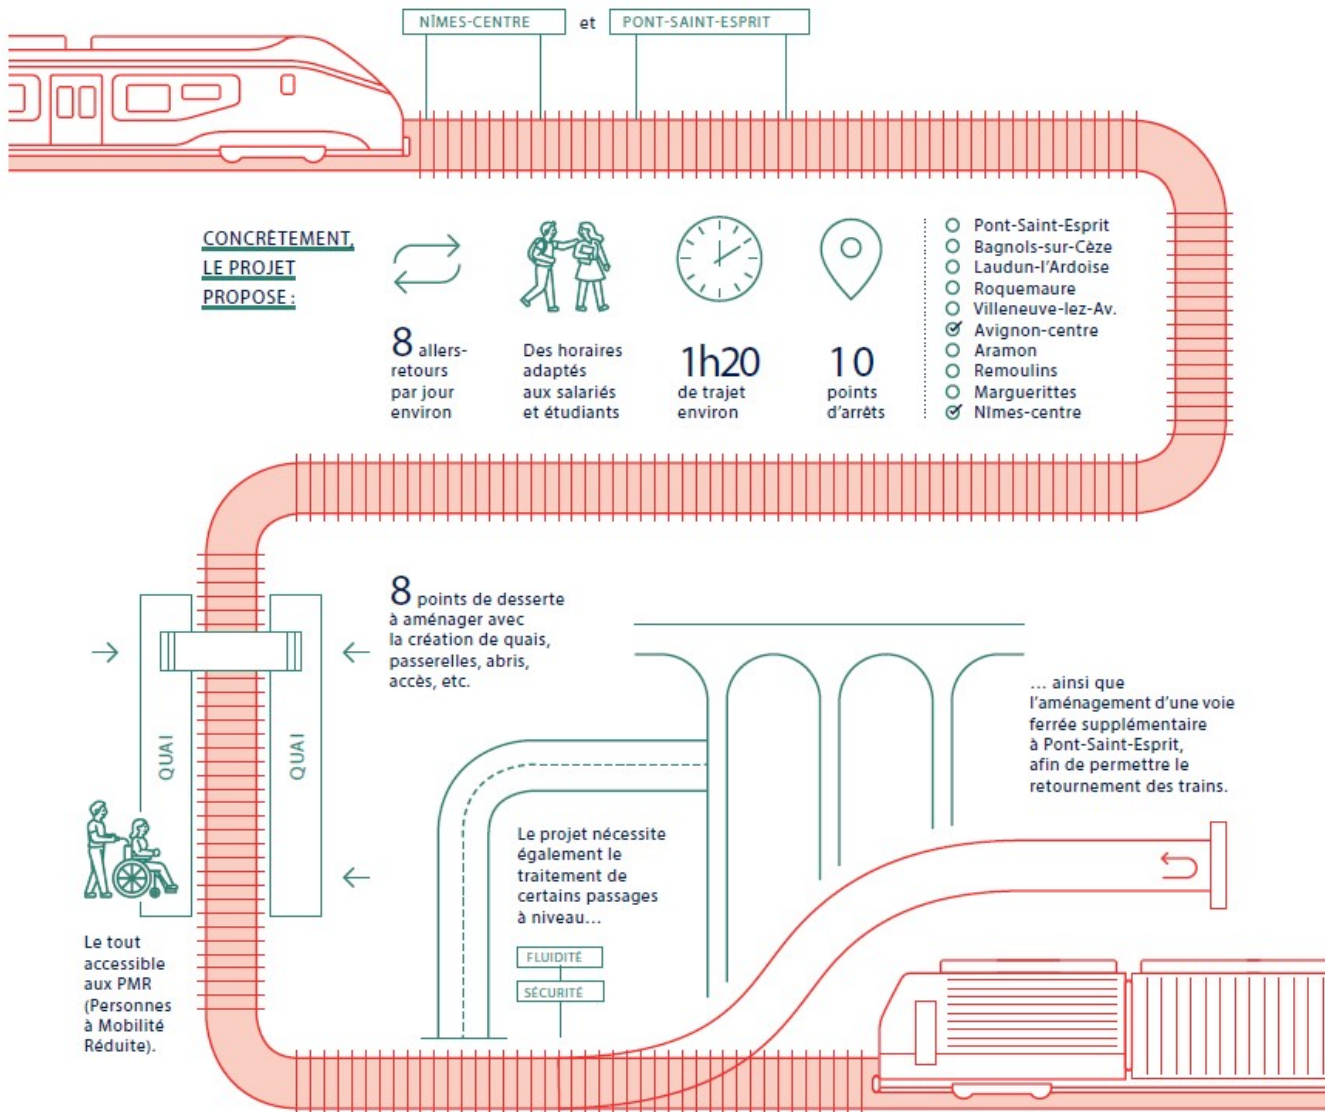 NÎMES-CENTRE et PONT-SAINT-ESPRIT
CONCRÈTEMENT,
LE PROJET
PROPOSE :
8 allers-
retours
par jour
environ
Des horaires
adaptés
aux salariés
et étudiants
1h20
de trajet
environ
10
points
d'arrêts
Pont-Saint-Esprit
Bagnols-sur-Cèze
Laudun-l'Ardoise
Roquemaure
Villeneuve-lez-Av.
Avignon-centre
Aramon
Remoulins
Marguerittes
Nîmes-centre
8 points de desserte
à aménager avec
la création de quais,
passerelles, abris,
accès, etc.
QUAI
QUAI
Le tout
accessible
aux PMR
(Personnes
à Mobilité
Réduite).
Le projet nécessite
également le
traitement de
certains passages
à niveau...
FLUIDITÉ
SÉCURITÉ
... ainsi que
l'aménagement d'une voie
ferrée supplémentaire
à Pont-Saint-Esprit,
afin de permettre le
retournement des trains.